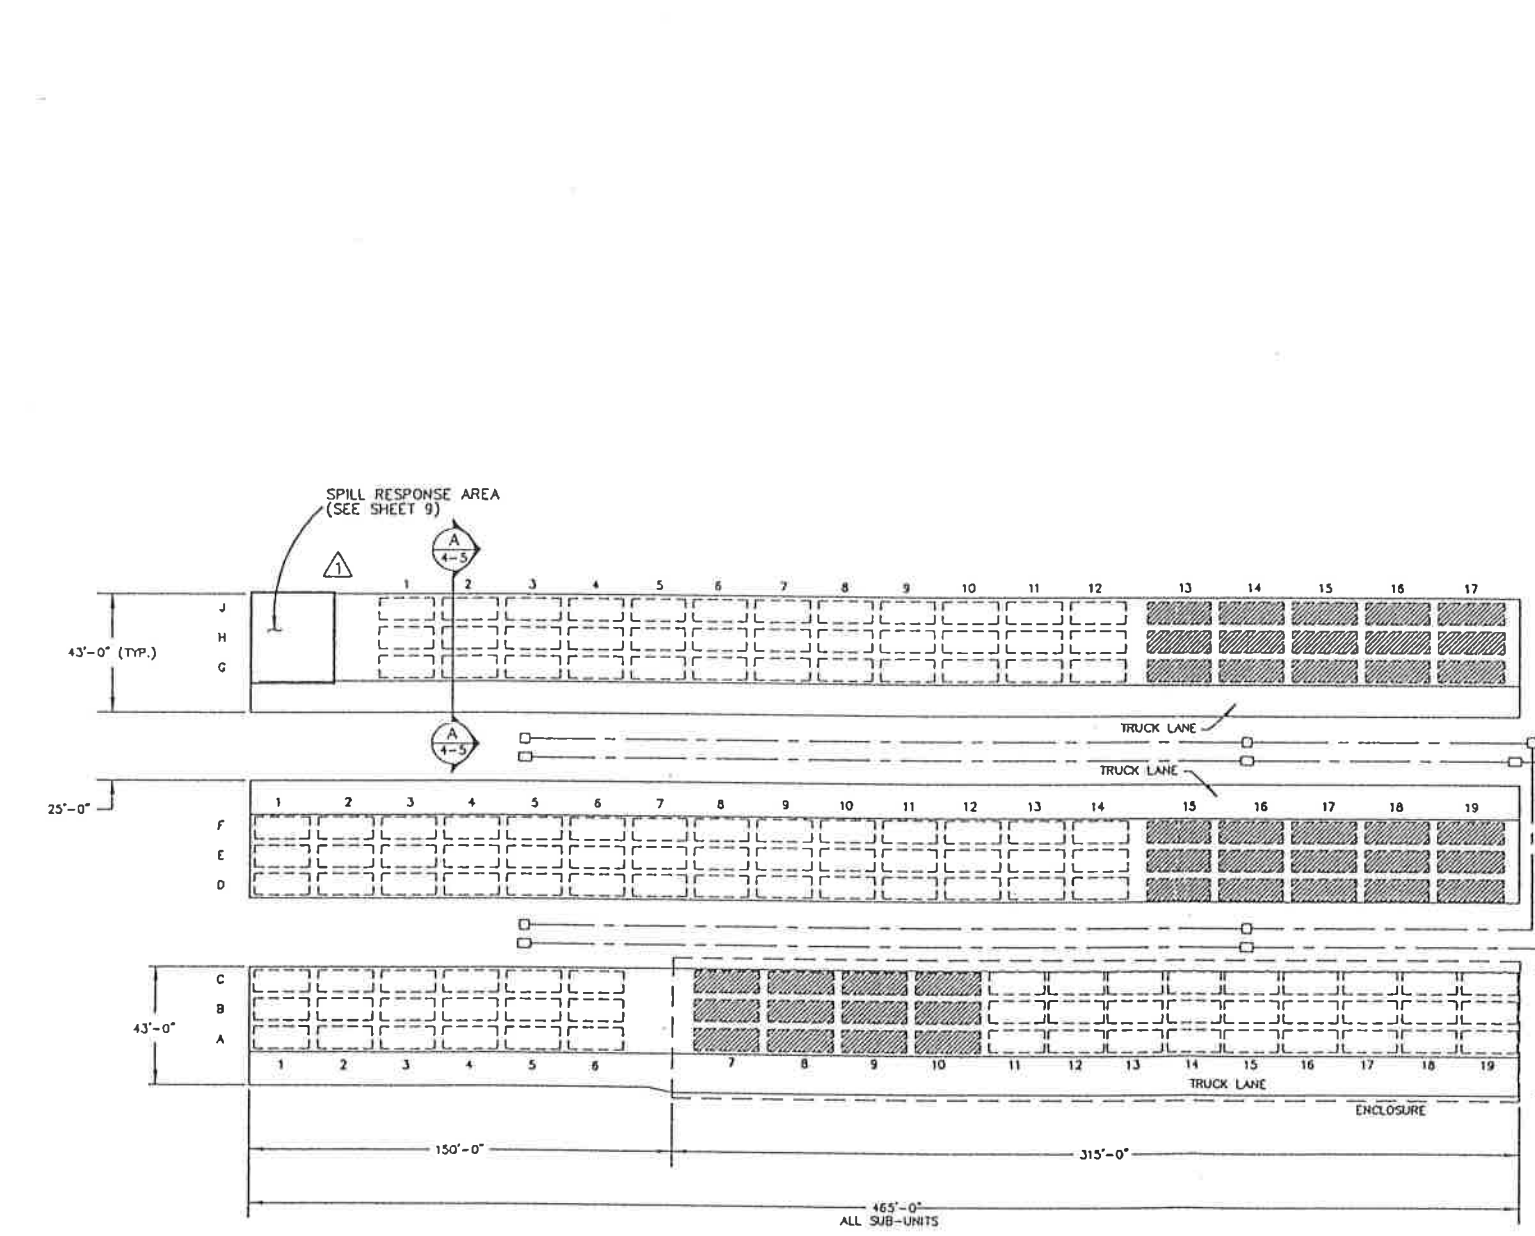 SPILL RESPONSE AREA
(SEE SHEET 9)
A
4-5
1
1 2 3 4 5 6 7 8 9 10 11 12 13 14 15 16 17
J
H
43'-0" (TYP.)
G
TRUCK LANE
A
4-5
TRUCK LANE
25'-0"
1 2 3 4 5 6 7 8 9 10 11 12 13 14 15 16 17 18 19
F
E
D
C
B
43'-0"
A
1 2 3 4 5 6 7 8 9 10 11 12 13 14 15 16 17 18 19
TRUCK LANE
ENCLOSURE
150'-0"
315'-0"
465'-0"
ALL SUB-UNITS